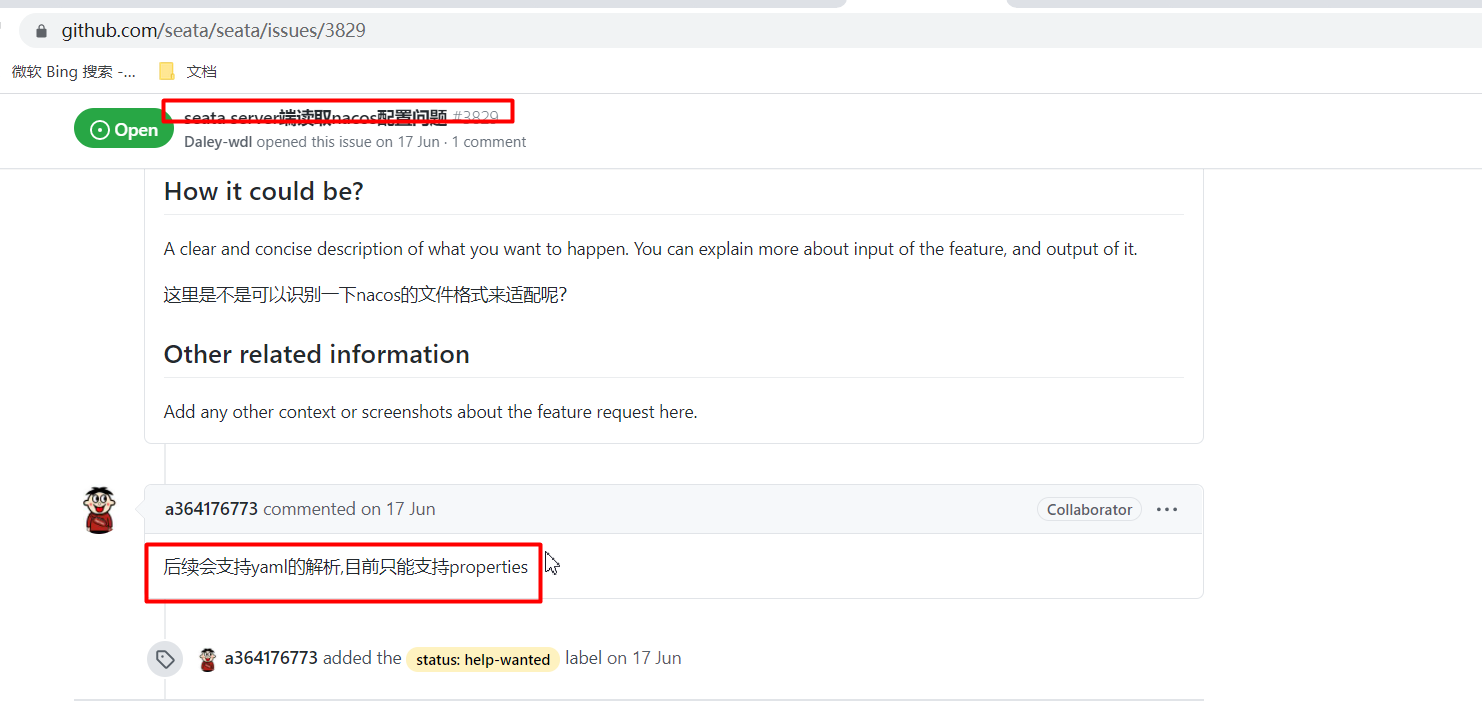 github.com/seata/seata/issues/3829
微软 Bing 搜索 -... 文档
Open
seata server端读取nacos配置问题 #3829
Daley-wdl opened this issue on 17 Jun · 1 comment
How it could be?
A clear and concise description of what you want to happen. You can explain more about input of the feature, and output of it.
这里是不是可以识别一下nacos的文件格式来适配呢?
Other related information
Add any other context or screenshots about the feature request here.
a364176773 commented on 17 Jun
Collaborator ...
后续会支持yaml的解析,目前只能支持properties
a364176773 added the status: help-wanted label on 17 Jun